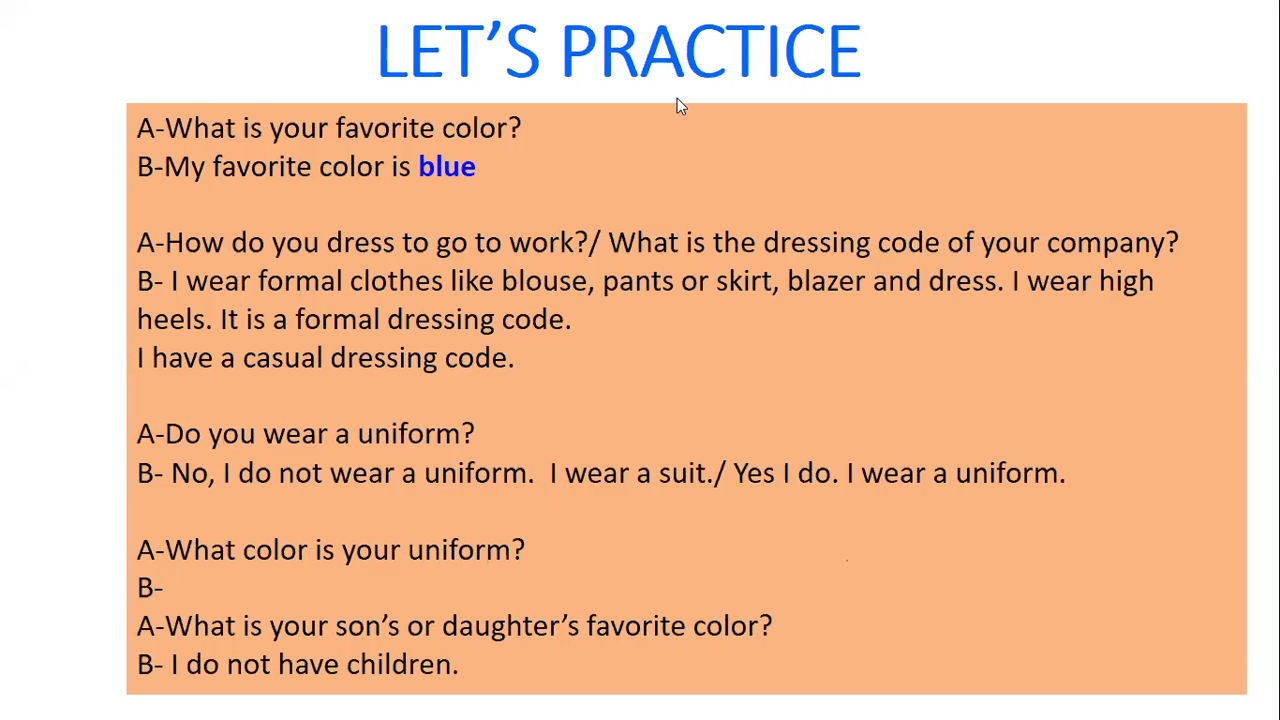 LET’S PRACTICE
A-What is your favorite color?
B-My favorite color is blue
A-How do you dress to go to work?/ What is the dressing code of your company?
B- I wear formal clothes like blouse, pants or skirt, blazer and dress. I wear high
heels. It is a formal dressing code.
I have a casual dressing code.
A-Do you wear a uniform?
B- No, I do not wear a uniform.  I wear a suit./ Yes I do. I wear a uniform.
A-What color is your uniform?
B-
A-What is your son’s or daughter’s favorite color?
B- I do not have children.